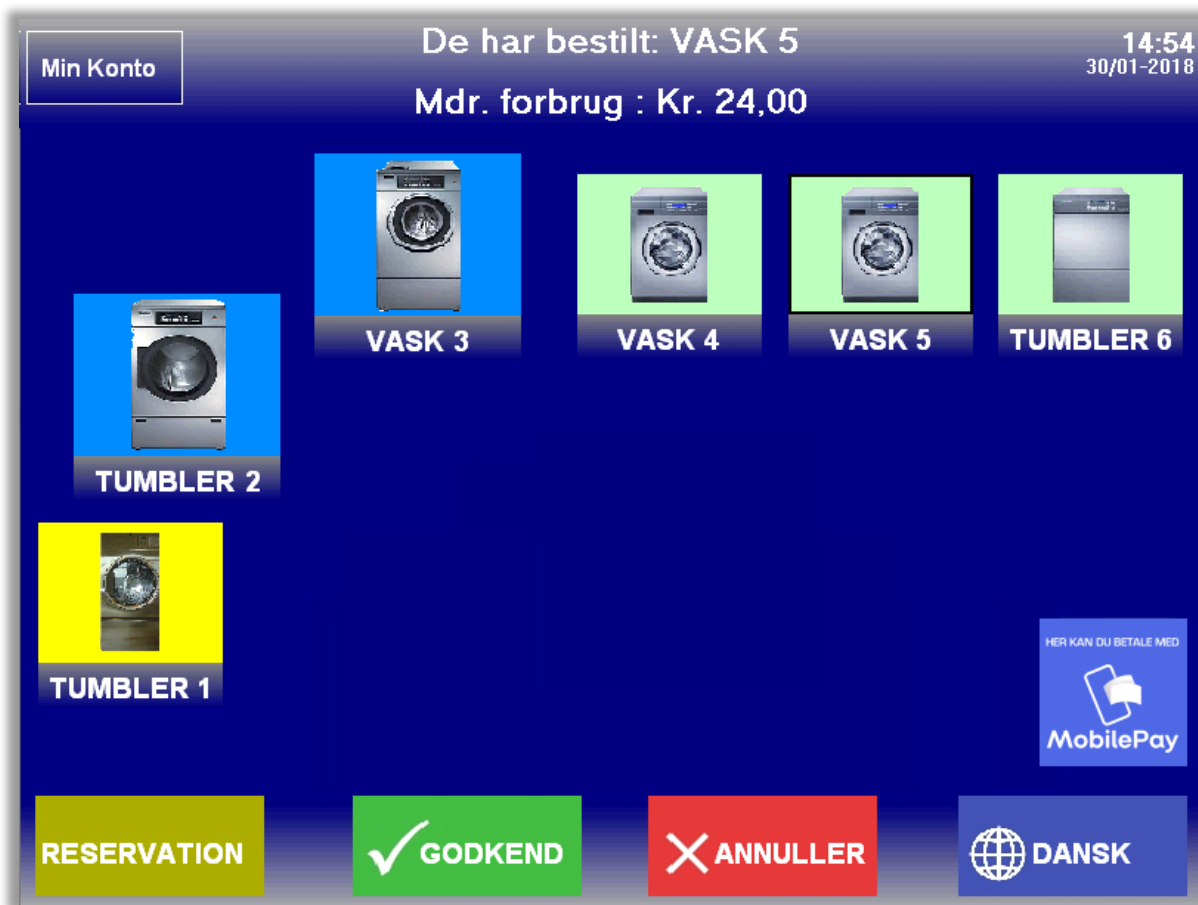 Min Konto
De har bestilt: VASK 5
Mdr. forbrug : Kr. 24,00
14:54
30/01-2018
VASK 3
VASK 4
VASK 5
TUMBLER 6
TUMBLER 2
TUMBLER 1
HER KAN DU BETALE MED
MobilePay
RESERVATION
GODKEND
ANNULLER
DANSK